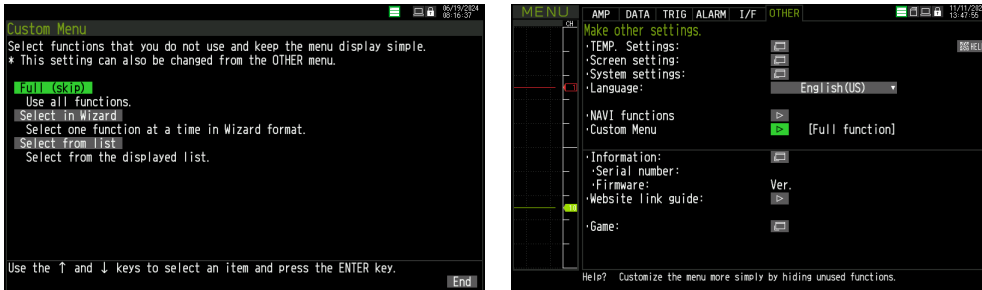 06/19/2024
08:16:37
Custom Menu
Select functions that you do not use and keep the menu display simple.
* This setting can also be changed from the OTHER menu.
Full (skip)
Use all functions.
Select in Wizard
Select one function at a time in Wizard format.
Select from list
Select from the displayed list.
Use the ↑ and ↓ keys to select an item and press the ENTER key.
End
MENU
AMP DATA TRIG ALARM I/F OTHER
13:47:55
CH
Make other settings.
・TEMP. Settings:
・Screen setting:
・System settings:
・Language: English(US)
・NAVI functions
・Custom Menu [Full function]
・Information:
・Serial number:
・Firmware: Ver.
・Website link guide:
・Game:
Help? Customize the menu more simply by hiding unused functions.